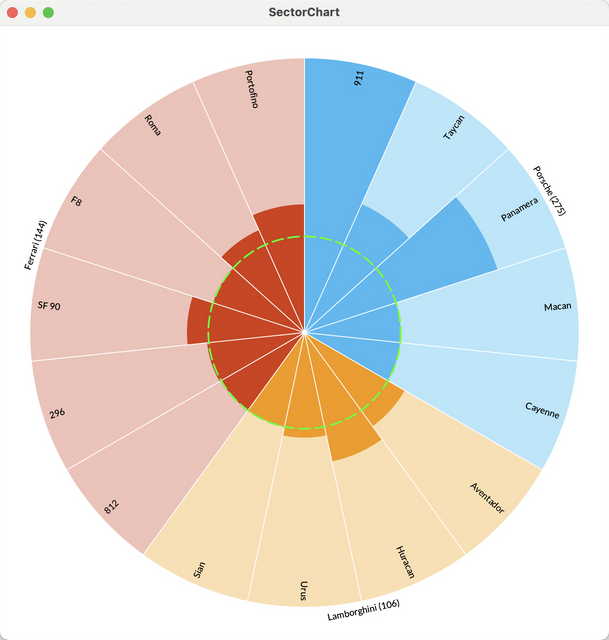 SectorChart
911
Taycan
Porsche (275)
Panamera
Macan
Cayenne
Aventador
Huracan
Lamborghini (106)
Urus
Sian
812
296
SF 90
Ferrari (144)
F8
Roma
Portofino